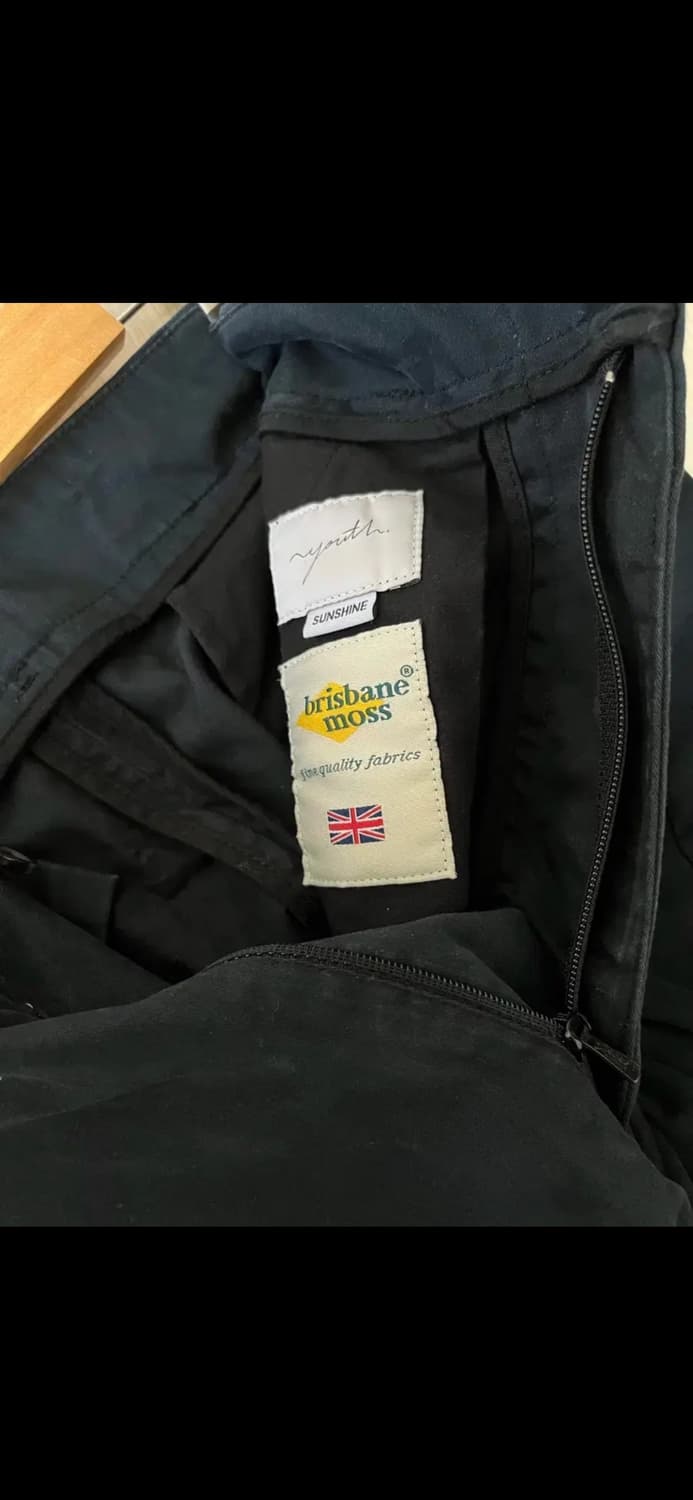 youth.
SUNSHINE
brisbane®
moss
fine quality fabrics